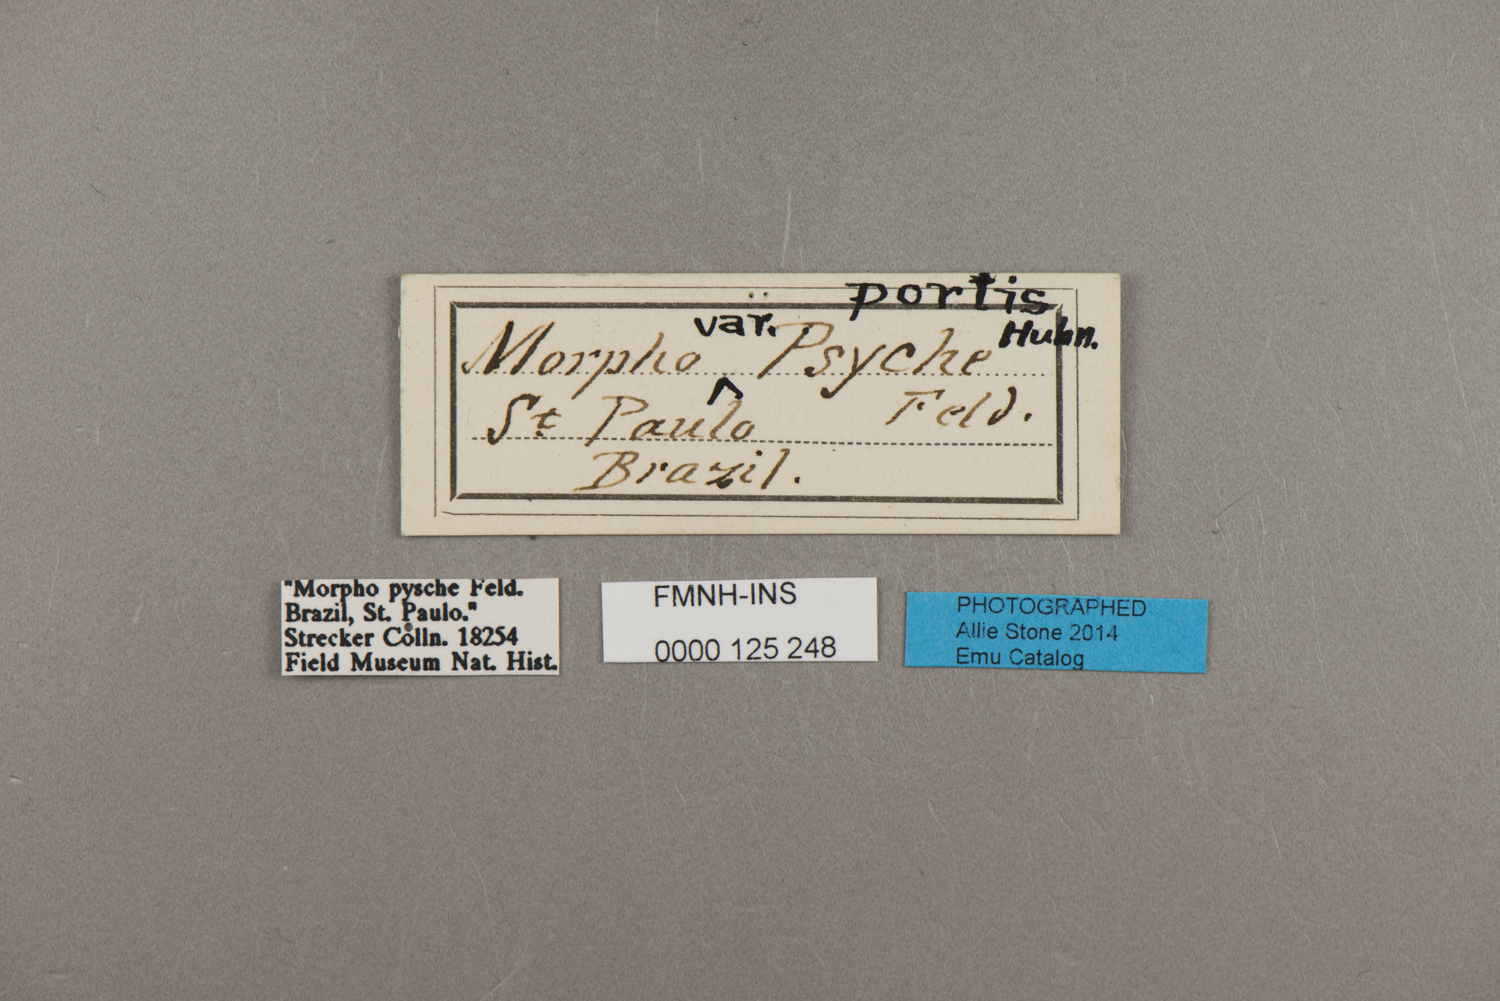 portis
var. Hubn.
Morpho ^ Psyche
St Paulo Feld.
Brazil.
"Morpho pysche Feld.
Brazil, St. Paulo."
Strecker Colln. 18254
Field Museum Nat. Hist.
FMNH-INS
0000 125 248
PHOTOGRAPHED
Allie Stone 2014
Emu Catalog